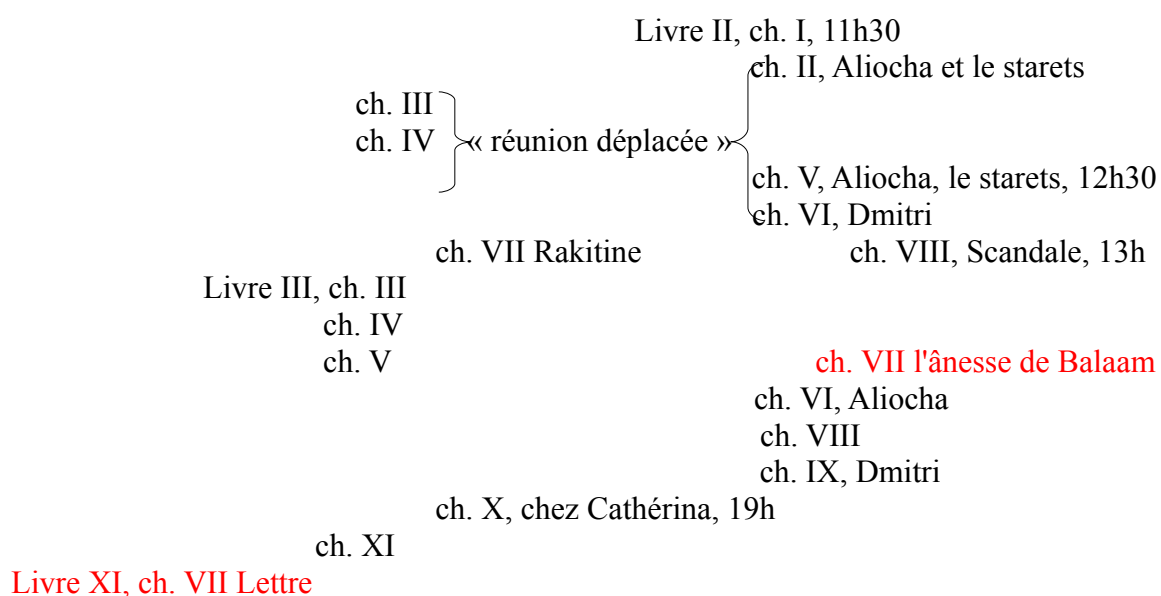 Livre II, ch. I, 11h30
ch. II, Aliocha et le starets
ch. III
ch. IV
« réunion déplacée »
ch. V, Aliocha, le starets, 12h30
ch. VI, Dmitri
ch. VII Rakitine
ch. VIII, Scandale, 13h
Livre III, ch. III
ch. IV
ch. V
ch. VII l'ânesse de Balaam
ch. VI, Aliocha
ch. VIII
ch. IX, Dmitri
ch. X, chez Cathérina, 19h
ch. XI
Livre XI, ch. VII Lettre